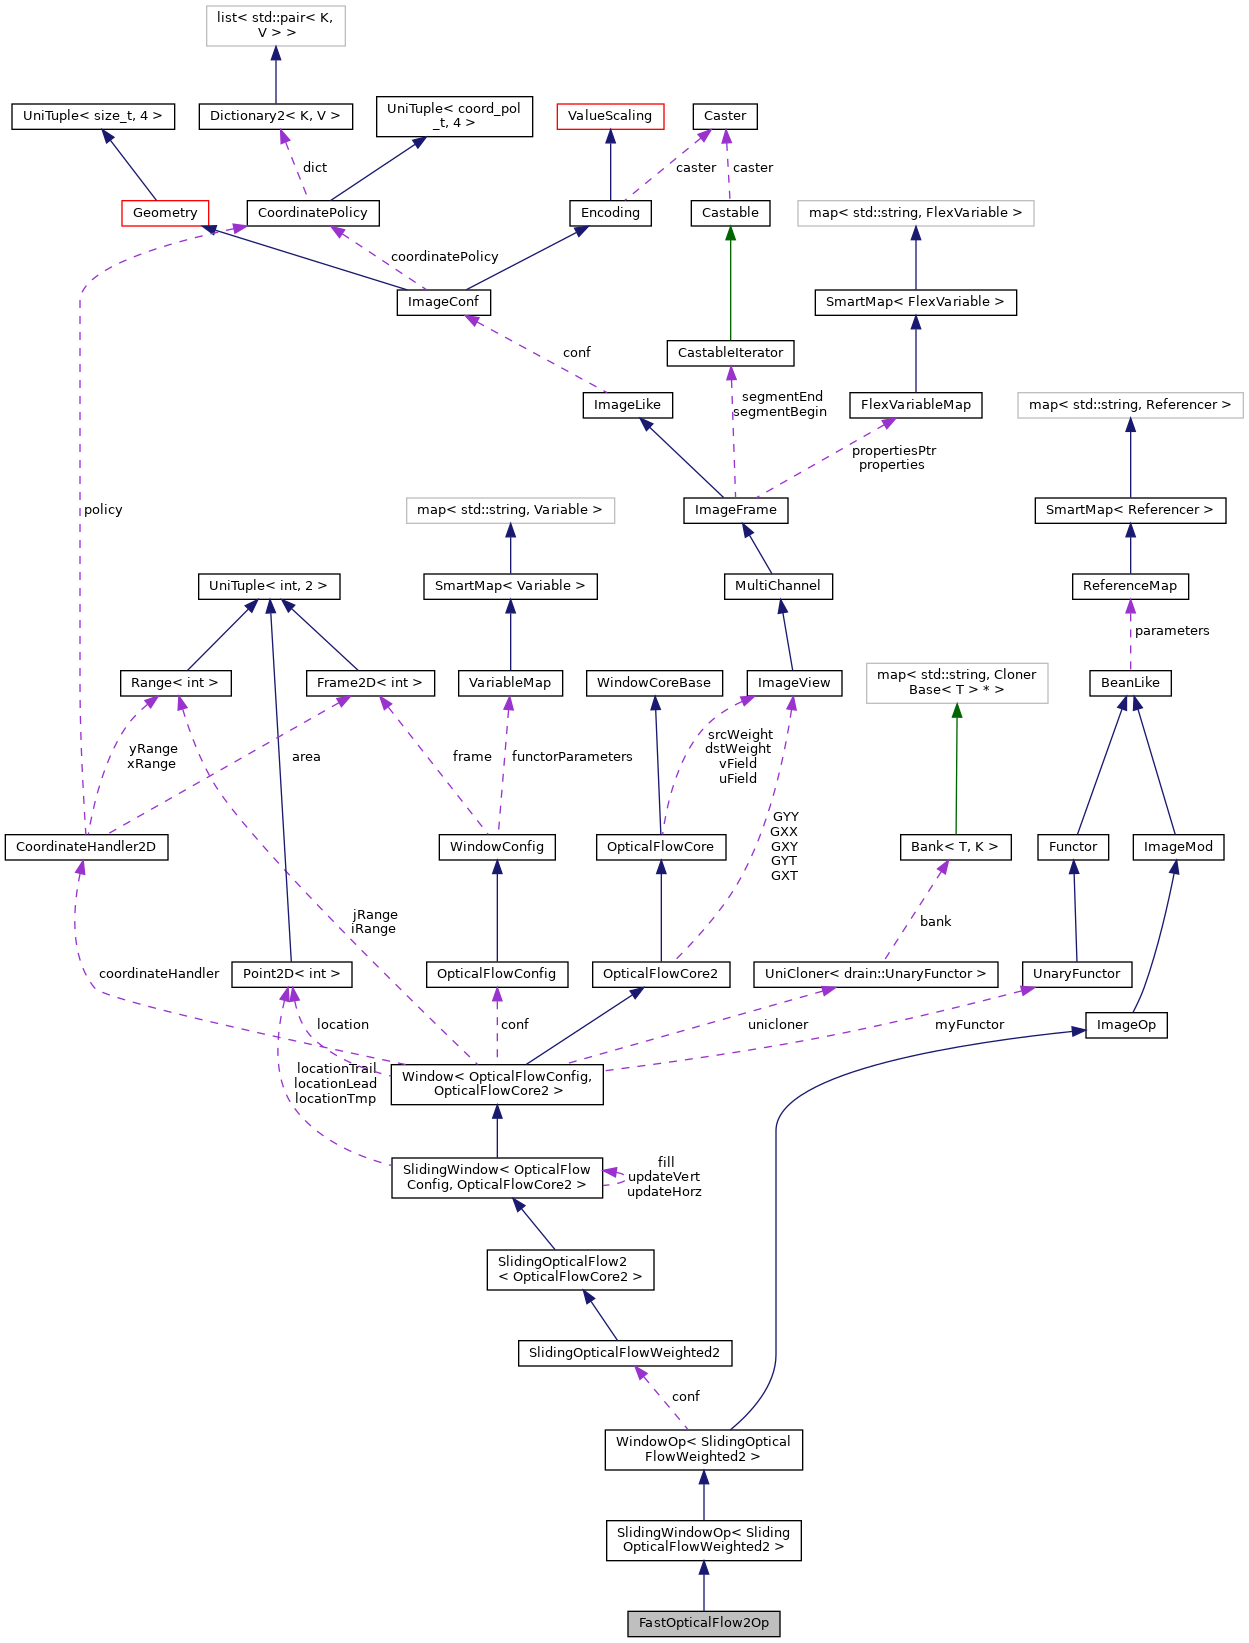 list< std::pair< K,
V > >
UniTuple< size_t, 4 >
Dictionary2< K, V >
UniTuple< coord_pol
_t, 4 >
ValueScaling
Caster
dict
caster
caster
Geometry
CoordinatePolicy
Encoding
Castable
map< std::string, FlexVariable >
coordinatePolicy
ImageConf
SmartMap< FlexVariable >
conf
CastableIterator
segmentEnd
segmentBegin
ImageLike
FlexVariableMap
map< std::string, Referencer >
propertiesPtr
properties
policy
map< std::string, Variable >
ImageFrame
SmartMap< Referencer >
UniTuple< int, 2 >
SmartMap< Variable >
MultiChannel
ReferenceMap
parameters
Range< int >
Frame2D< int >
VariableMap
WindowCoreBase
ImageView
map< std::string, Cloner
Base< T > * >
BeanLike
yRange
xRange
area
frame
functorParameters
srcWeight
dstWeight
vField
uField
GYY
GXX
GXY
GYT
GXT
CoordinateHandler2D
WindowConfig
OpticalFlowCore
Bank< T, K >
Functor
ImageMod
jRange
iRange
bank
coordinateHandler
Point2D< int >
OpticalFlowConfig
OpticalFlowCore2
UniCloner< drain::UnaryFunctor >
UnaryFunctor
location
conf
unicloner
myFunctor
ImageOp
locationTrail
locationLead
locationTmp
Window< OpticalFlowConfig,
OpticalFlowCore2 >
SlidingWindow< OpticalFlow
Config, OpticalFlowCore2 >
fill
updateVert
updateHorz
SlidingOpticalFlow2
< OpticalFlowCore2 >
SlidingOpticalFlowWeighted2
conf
WindowOp< SlidingOptical
FlowWeighted2 >
SlidingWindowOp< Sliding
OpticalFlowWeighted2 >
FastOpticalFlow2Op